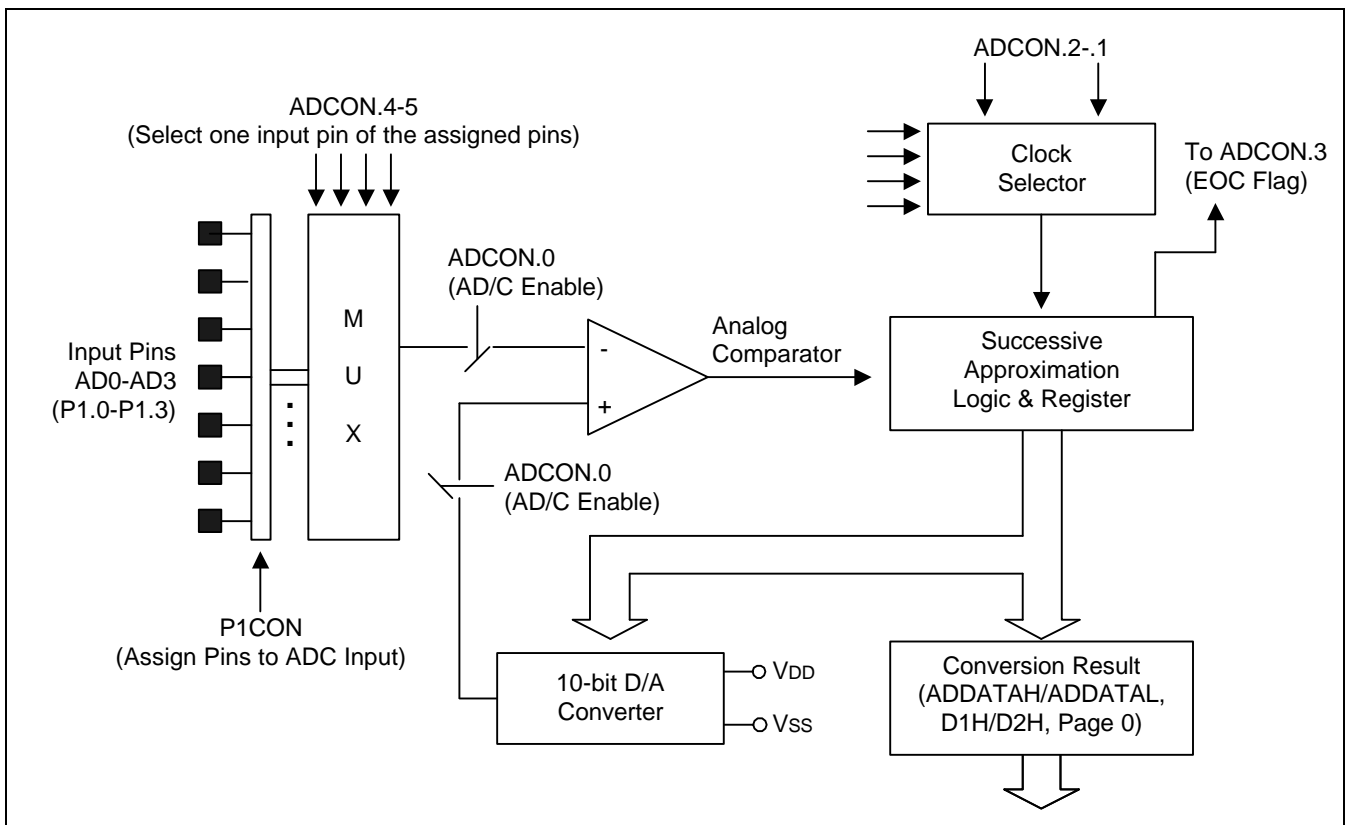 ADCON.2-.1
ADCON.4-5
(Select one input pin of the assigned pins)
Clock
Selector
To ADCON.3
(EOC Flag)
ADCON.0
(AD/C Enable)
M
U
X
Input Pins
AD0-AD3
(P1.0-P1.3)
-
+
Analog
Comparator
Successive
Approximation
Logic & Register
ADCON.0
(AD/C Enable)
P1CON
(Assign Pins to ADC Input)
10-bit D/A
Converter
VDD
VSS
Conversion Result
(ADDATAH/ADDATAL,
D1H/D2H, Page 0)